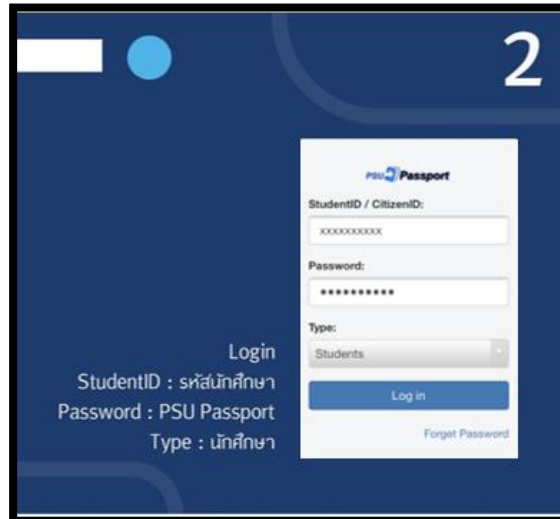 2
PSU Passport
StudentID / CitizenID:
xxxxxxxxxx
Password:
**********
Type:
Students
Log in
Forget Password
Login
StudentID : รหัสนักศึกษา
Password : PSU Passport
Type : นักศึกษา